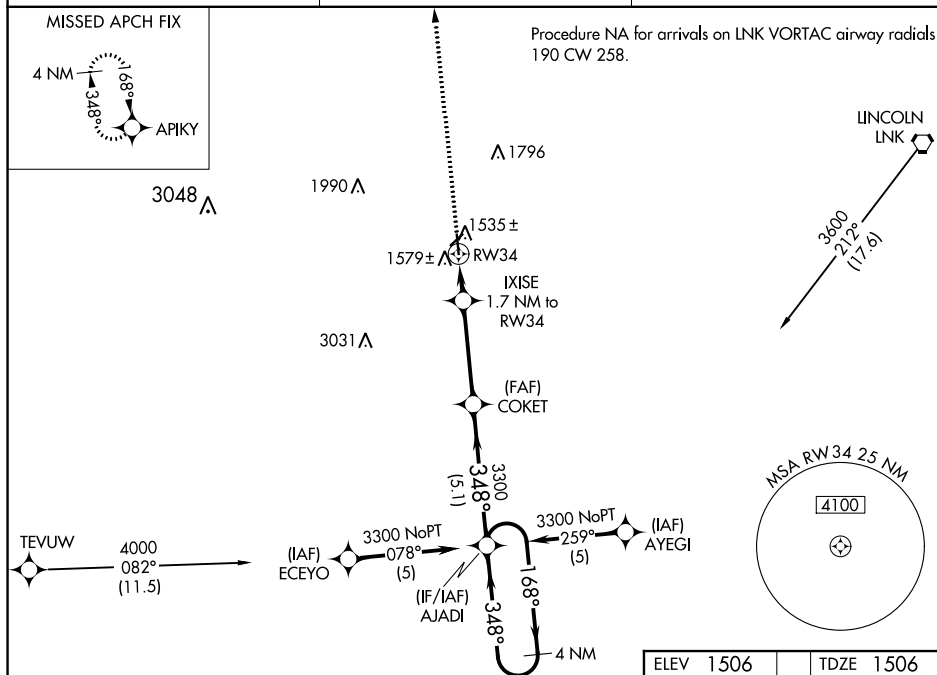 MISSED APCH FIX
4 NM
168°
348°
APIKY
Procedure NA for arrivals on LNK VORTAC airway radials
190 CW 258.
LINCOLN
LNK
3600
212°
(17.6)
1796
1990
3048
1535 ±
1579 ±
RW34
IXISE
1.7 NM to
RW34
3031
(FAF)
COKET
3300
348°
(5.1)
MSA RW 34 25 NM
4100
TEVUW
4000
082°
(11.5)
(IAF)
ECEYO
3300 NoPT
078°
(5)
(IF/IAF)
AJADI
3300 NoPT
259°
(5)
(IAF)
AYEGI
168°
348°
4 NM
ELEV 1506
TDZE 1506